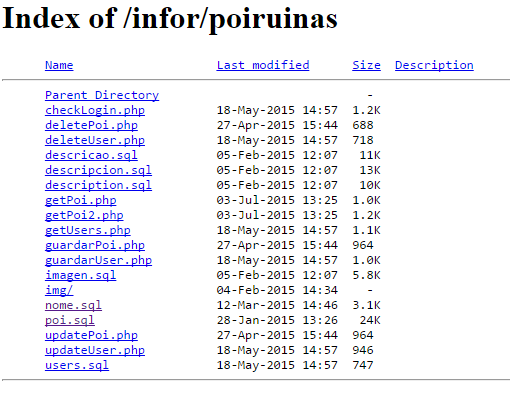 Index of /infor/poiruinas
Name Last modified Size Description
Parent Directory -
checkLogin.php 18-May-2015 14:57 1.2K
deletePoi.php 27-Apr-2015 15:44 688
deleteUser.php 18-May-2015 14:57 718
descricao.sql 05-Feb-2015 12:07 11K
descripcion.sql 05-Feb-2015 12:07 13K
description.sql 05-Feb-2015 12:07 10K
getPoi.php 03-Jul-2015 13:25 1.0K
getPoi2.php 03-Jul-2015 13:25 1.2K
getUsers.php 18-May-2015 14:57 1.1K
guardarPoi.php 27-Apr-2015 15:44 964
guardarUser.php 18-May-2015 14:57 1.0K
imagen.sql 05-Feb-2015 12:07 5.8K
img/ 04-Feb-2015 14:34 -
nome.sql 12-Mar-2015 14:46 3.1K
poi.sql 28-Jan-2015 13:26 24K
updatePoi.php 27-Apr-2015 15:44 964
updateUser.php 18-May-2015 14:57 946
users.sql 18-May-2015 14:57 747